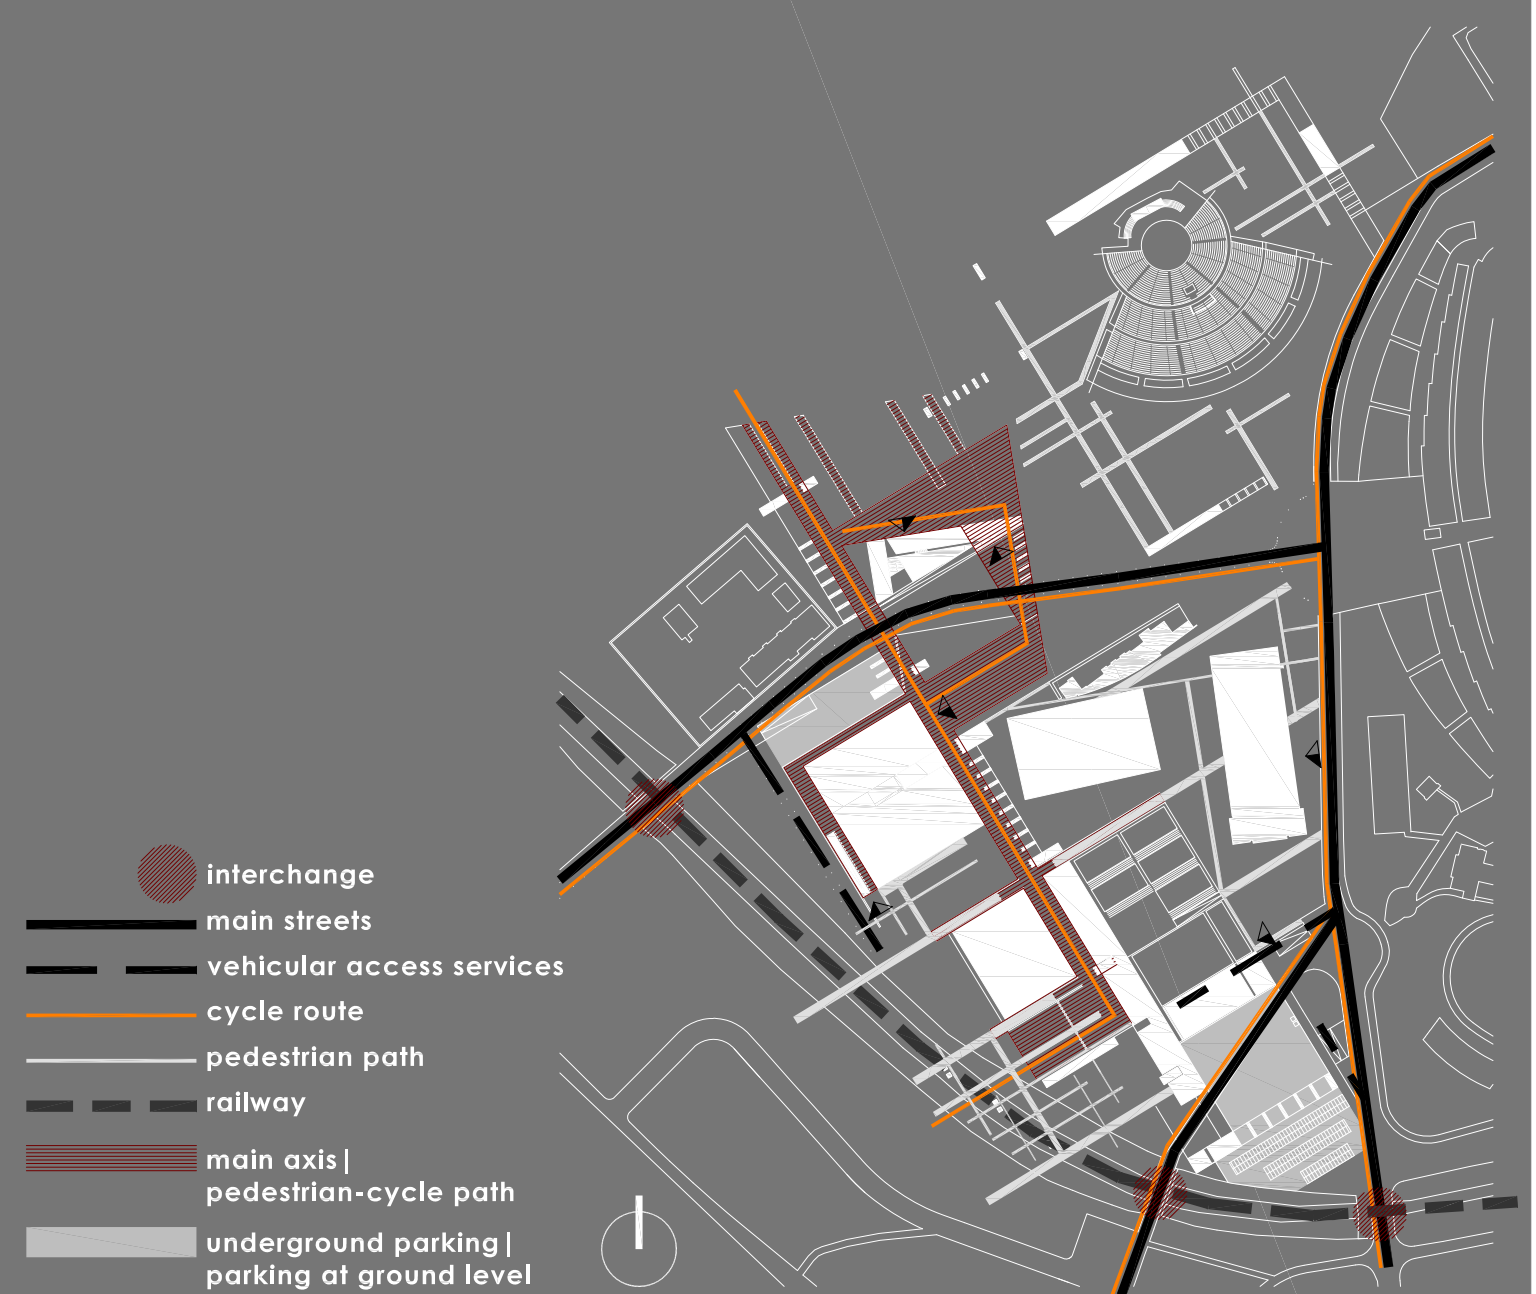 interchange
main streets
vehicular access services
cycle route
pedestrian path
railway
main axis|
pedestrian-cycle path
underground parking|
parking at ground level